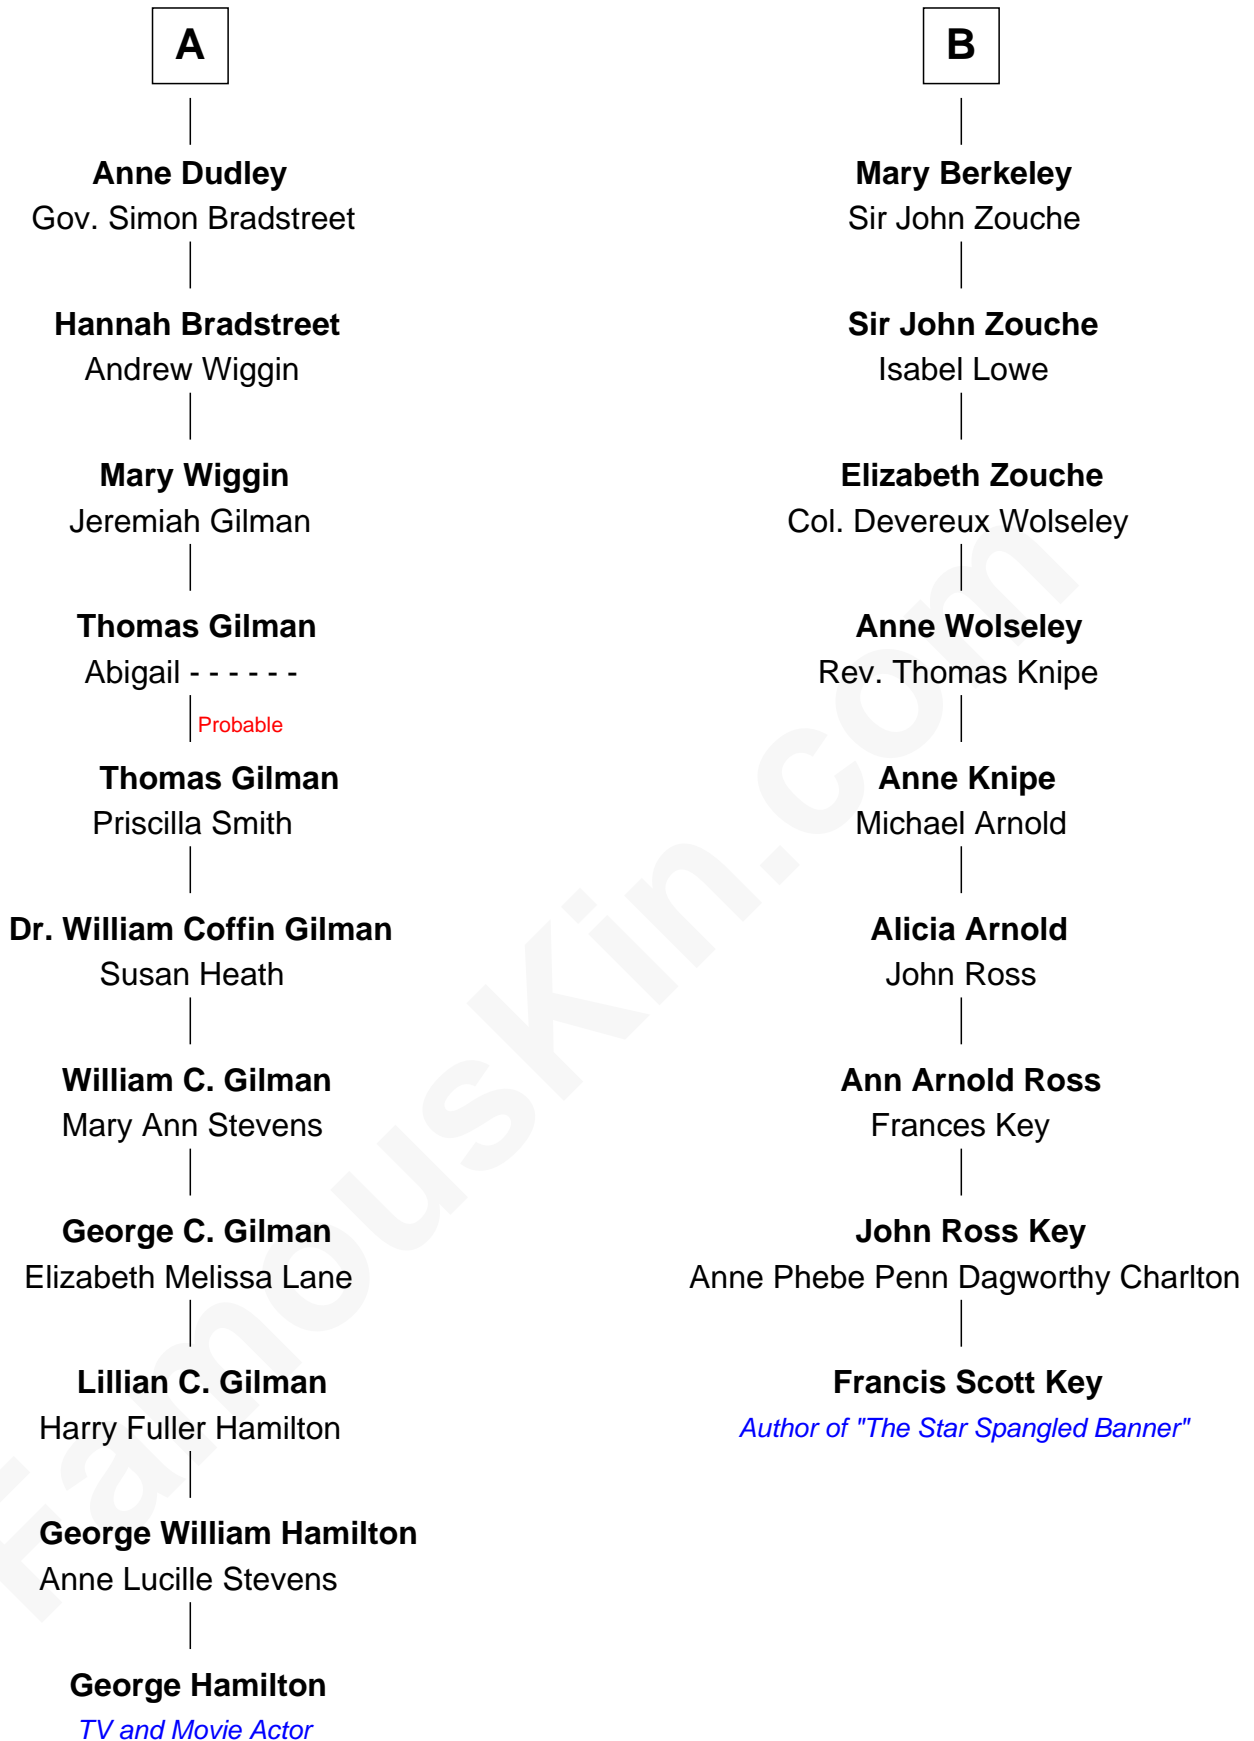 A
Anne Dudley
Gov. Simon Bradstreet
Hannah Bradstreet
Andrew Wiggin
Mary Wiggin
Jeremiah Gilman
Thomas Gilman
Abigail - - - - - -
Probable
Thomas Gilman
Priscilla Smith
Dr. William Coffin Gilman
Susan Heath
William C. Gilman
Mary Ann Stevens
George C. Gilman
Elizabeth Melissa Lane
Lillian C. Gilman
Harry Fuller Hamilton
George William Hamilton
Anne Lucille Stevens
George Hamilton
TV and Movie Actor
B
Mary Berkeley
Sir John Zouche
Sir John Zouche
Isabel Lowe
Elizabeth Zouche
Col. Devereux Wolseley
Anne Wolseley
Rev. Thomas Knipe
Anne Knipe
Michael Arnold
Alicia Arnold
John Ross
Ann Arnold Ross
Frances Key
John Ross Key
Anne Phebe Penn Dagworthy Charlton
Francis Scott Key
Author of "The Star Spangled Banner"
FamousKin.com